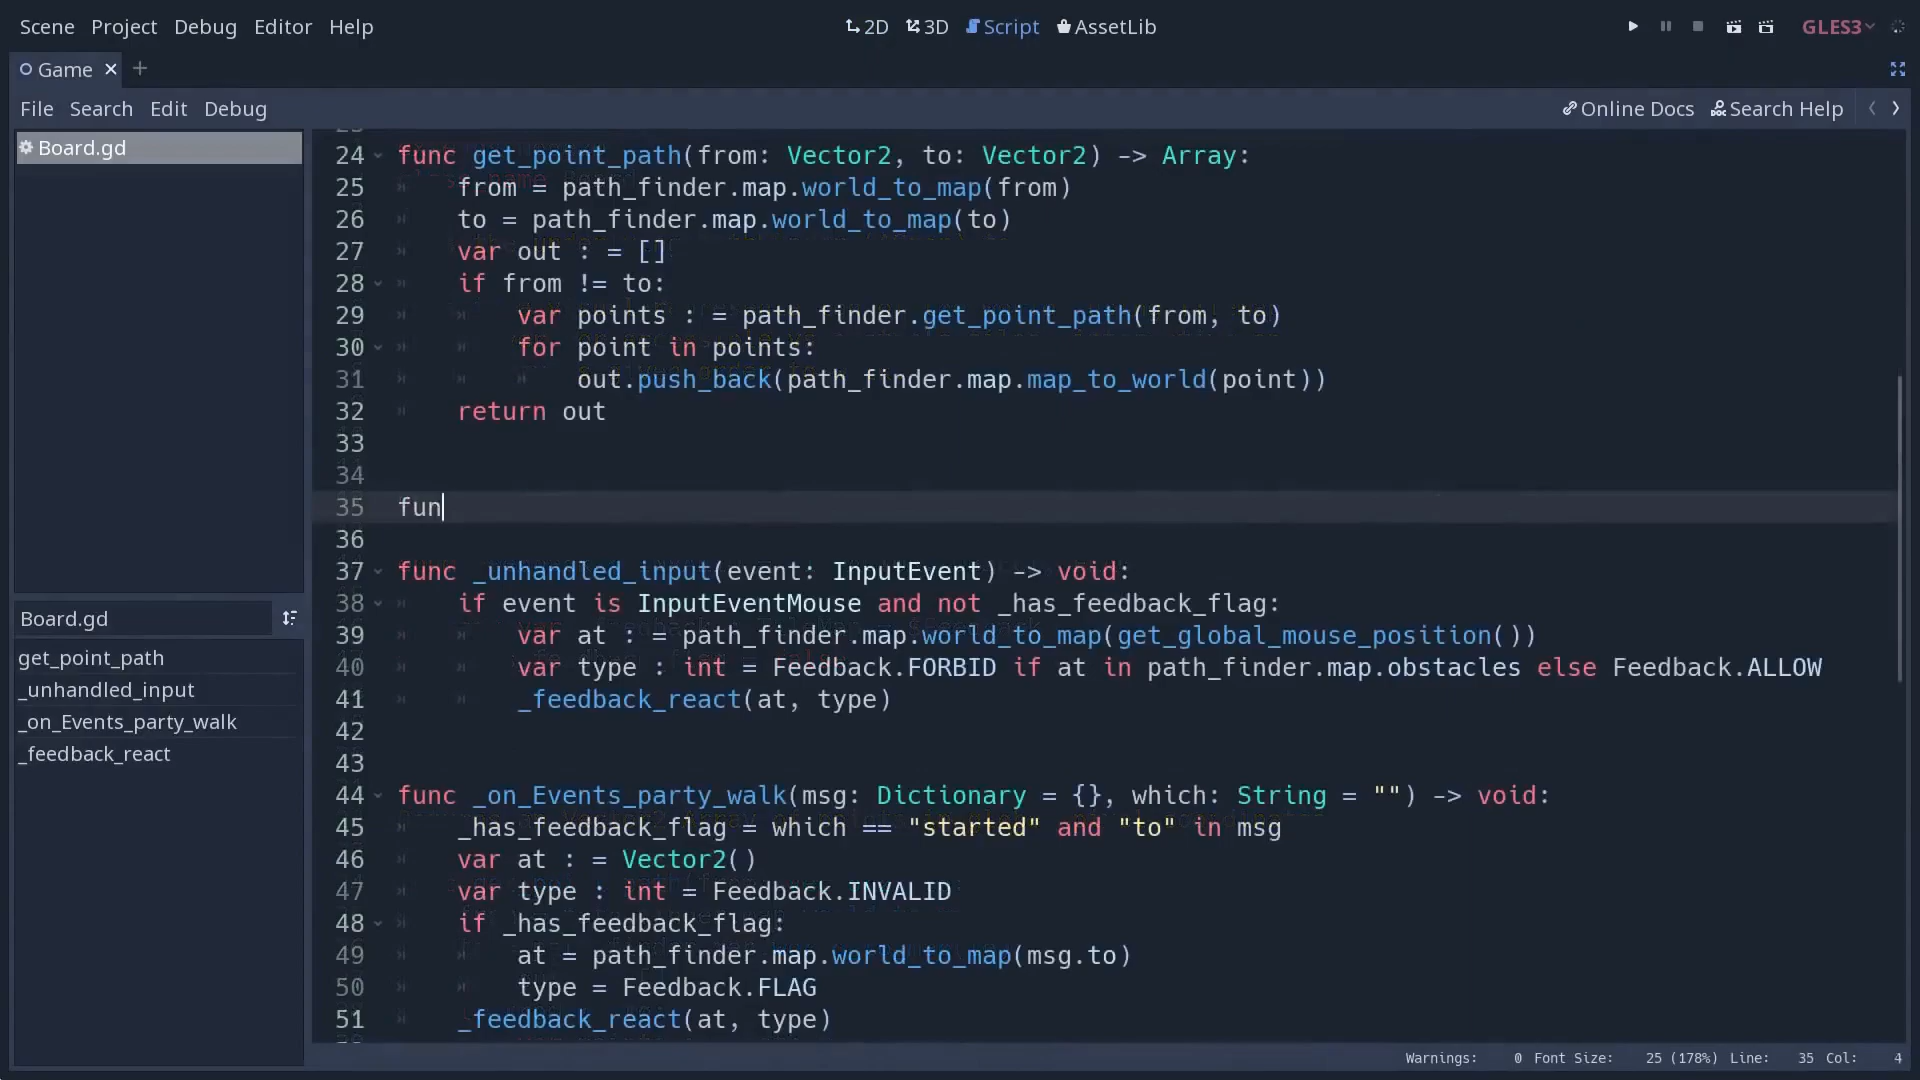 Scene Project Debug Editor Help 2D 3D Script AssetLib GLES3
Game
File Search Edit Debug Online Docs Search Help
Board.gd
24 func get_point_path(from: Vector2, to: Vector2) -> Array:
25 from = path_finder.map.world_to_map(from)
26 to = path_finder.map.world_to_map(to)
27 var out : = []
28 if from != to:
29 var points : = path_finder.get_point_path(from, to)
30 for point in points:
31 out.push_back(path_finder.map.map_to_world(point))
32 return out
33
34
35 fun
36
37 func _unhandled_input(event: InputEvent) -> void:
38 if event is InputEventMouse and not _has_feedback_flag:
39 var at : = path_finder.map.world_to_map(get_global_mouse_position())
40 var type : int = Feedback.FORBID if at in path_finder.map.obstacles else Feedback.ALLOW
41 _feedback_react(at, type)
42
43
44 func _on_Events_party_walk(msg: Dictionary = {}, which: String = "") -> void:
45 _has_feedback_flag = which == "started" and "to" in msg
46 var at : = Vector2()
47 var type : int = Feedback.INVALID
48 if _has_feedback_flag:
49 at = path_finder.map.world_to_map(msg.to)
50 type = Feedback.FLAG
51 _feedback_react(at, type)
Board.gd
get_point_path
_unhandled_input
_on_Events_party_walk
_feedback_react
Warnings: 0 Font Size: 25 (178%) Line: 35 Col: 4